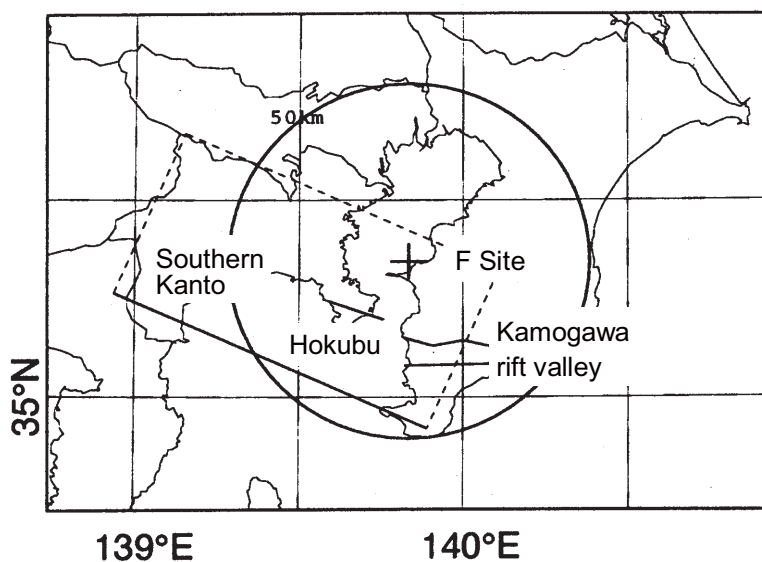 50km
Southern
Kanto
F Site
Hokubu
Kamogawa
rift valley
35°N
139°E
140°E